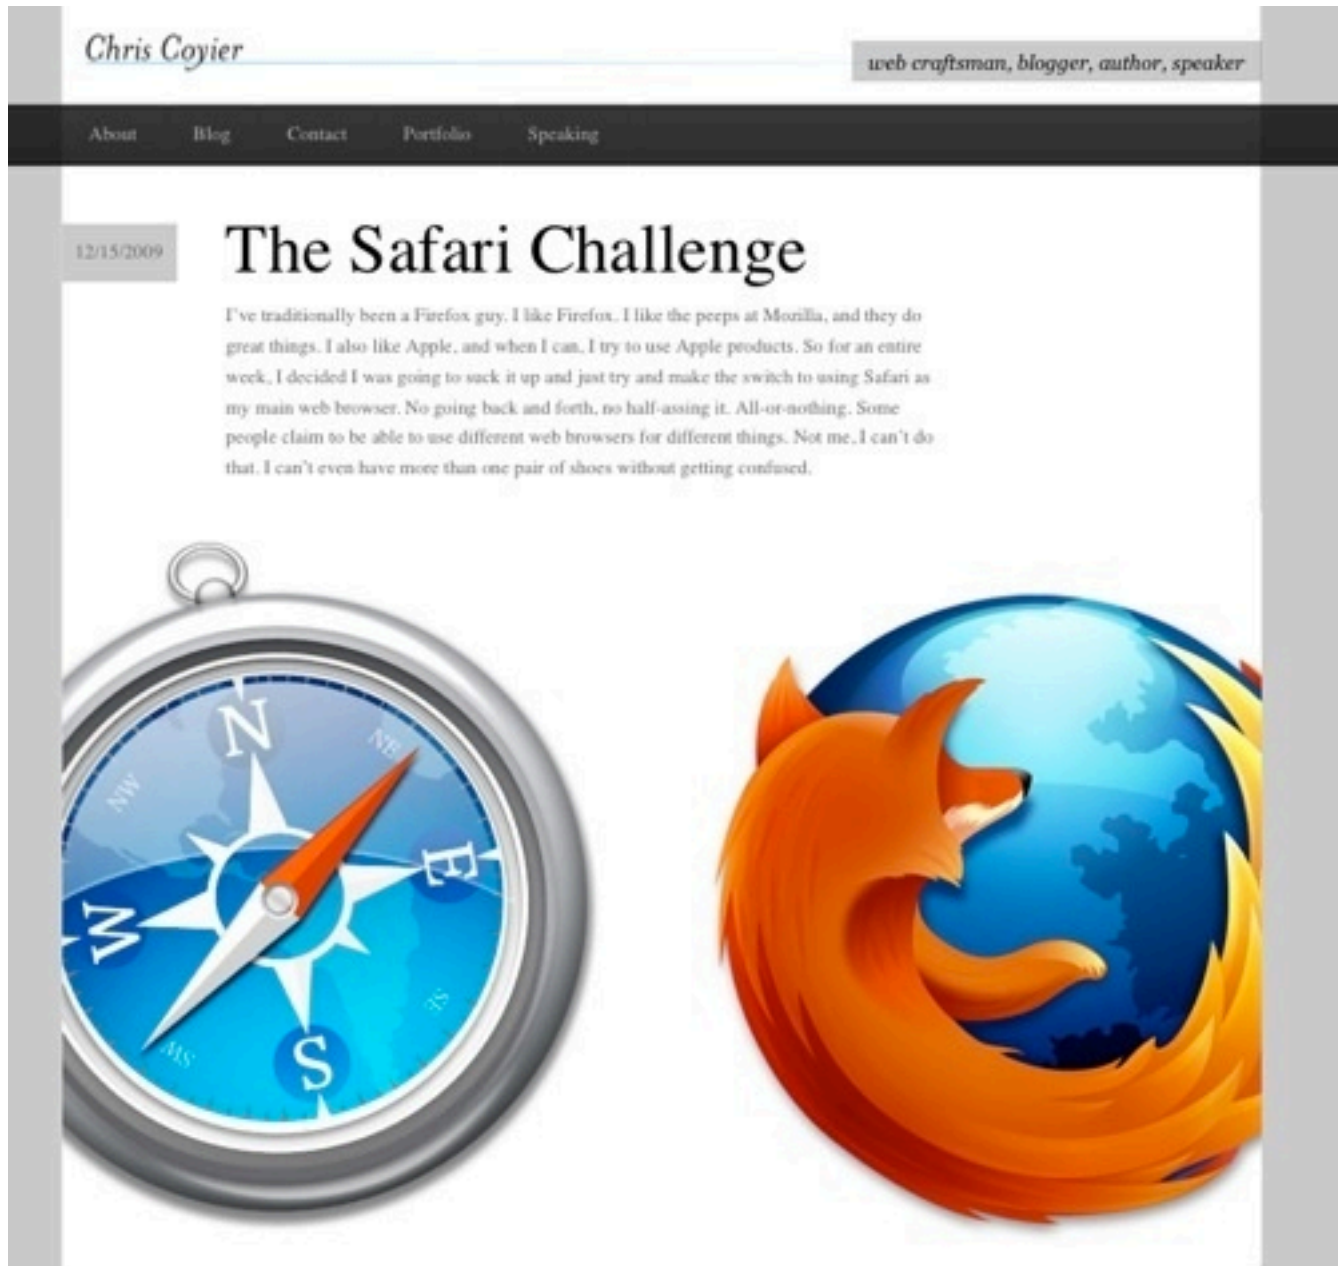 Chris Coyier
web craftsman, blogger, author, speaker
About Blog Contact Portfolio Speaking
12/15/2009
The Safari Challenge
I've traditionally been a Firefox guy. I like Firefox. I like the peeps at Mozilla, and they do
great things. I also like Apple, and when I can, I try to use Apple products. So for an entire
week, I decided I was going to suck it up and just try and make the switch to using Safari as
my main web browser. No going back and forth, no half-assing it. All-or-nothing. Some
people claim to be able to use different web browsers for different things. Not me, I can't do
that. I can't even have more than one pair of shoes without getting confused.
N
NE
NW
E
W
SE
SW
S